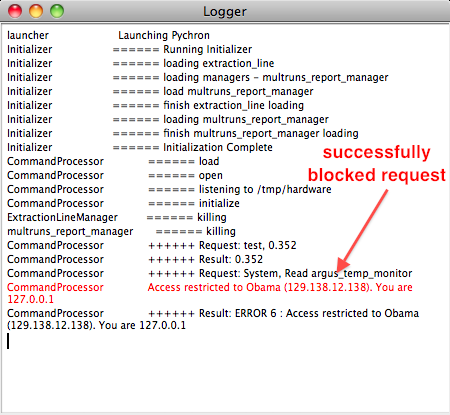 Logger
launcher Launching Pychron
Initializer ====== Running Initializer
Initializer ====== loading extraction_line
Initializer ====== loading managers - multruns_report_manager
Initializer ====== load multruns_report_manager
Initializer ====== finish extraction_line loading
Initializer ====== loading multruns_report_manager
Initializer ====== finish multruns_report_manager loading
Initializer ====== Initialization Complete
CommandProcessor ====== load
CommandProcessor ====== open
CommandProcessor ====== listening to /tmp/hardware
CommandProcessor ====== initialize
ExtractionLineManager ====== killing
multruns_report_manager ====== killing
CommandProcessor ++++++ Request: test, 0.352
CommandProcessor ++++++ Result: 0.352
CommandProcessor ++++++ Request: System, Read argus_temp_monitor
CommandProcessor Access restricted to Obama (129.138.12.138). You are
127.0.0.1
CommandProcessor ++++++ Result: ERROR 6 : Access restricted to Obama
(129.138.12.138). You are 127.0.0.1
successfully
blocked request